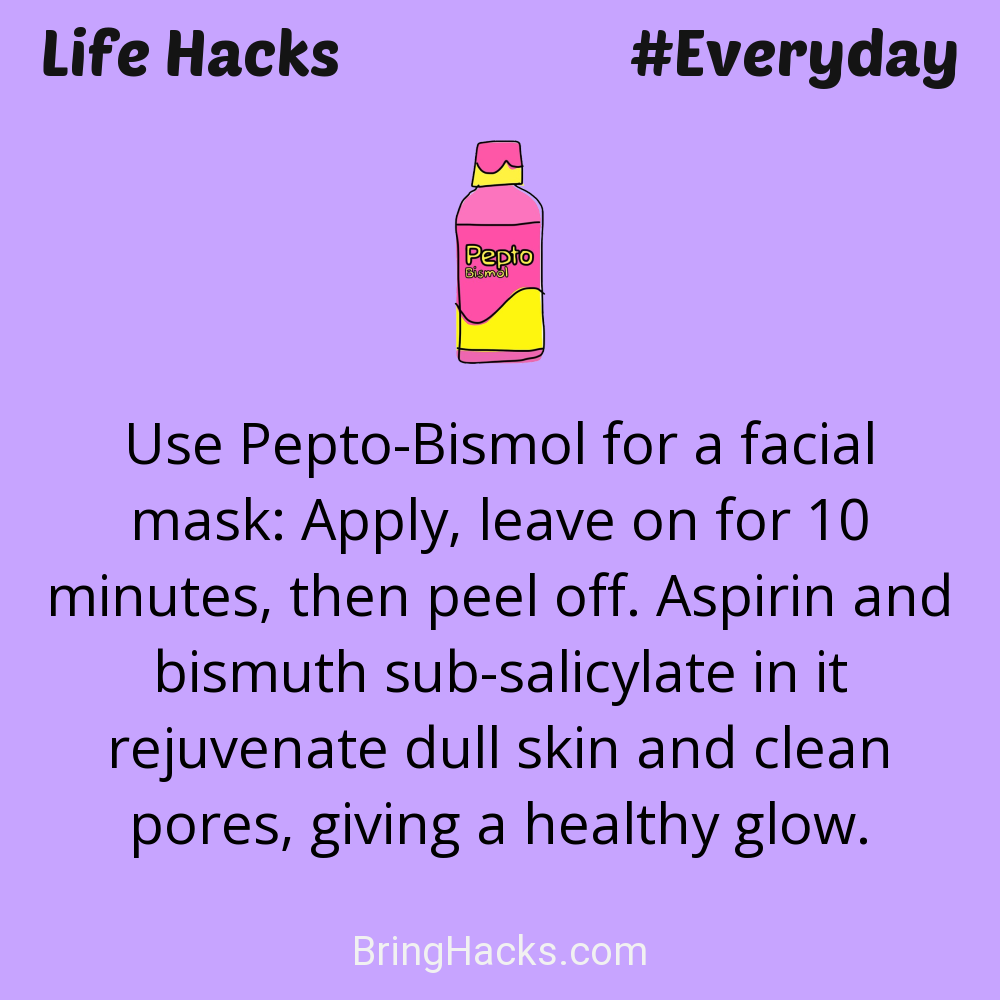 Life Hacks
#Everyday
Pepto
Bismol
Use Pepto-Bismol for a facial
mask: Apply, leave on for 10
minutes, then peel off. Aspirin and
bismuth sub-salicylate in it
rejuvenate dull skin and clean
pores, giving a healthy glow.
BringHacks.com